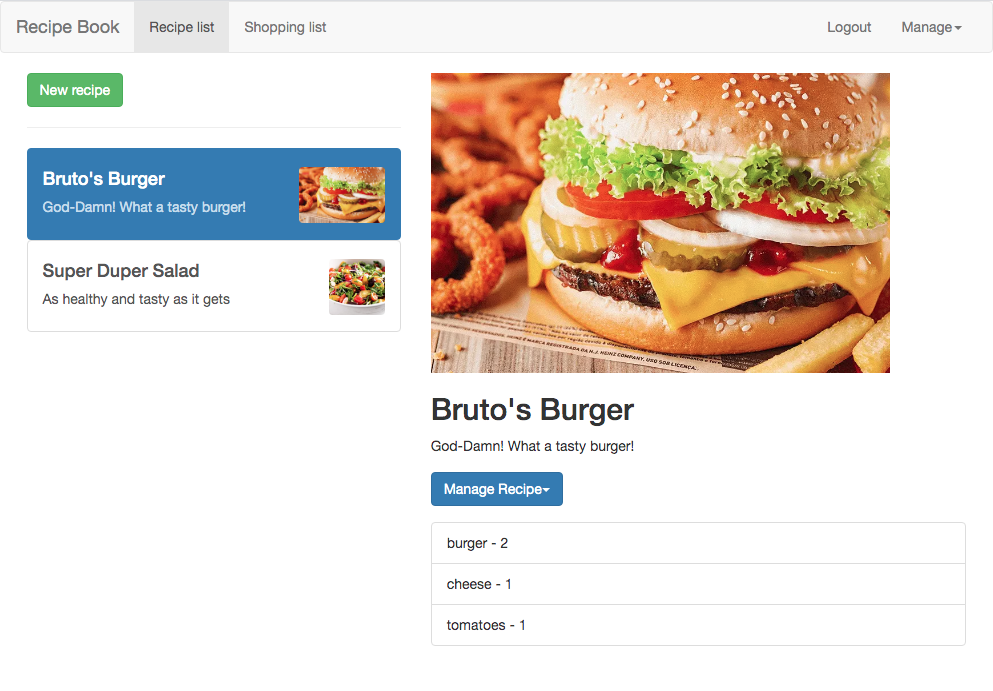 Recipe Book Recipe list Shopping list Logout Manage
New recipe
Bruto's Burger
God-Damn! What a tasty burger!
Super Duper Salad
As healthy and tasty as it gets
HEINZ É MARCA REGISTRADA DA H.J. HEINZ COMPANY, USO SOB LICENÇA.
Bruto's Burger
God-Damn! What a tasty burger!
Manage Recipe
burger - 2
cheese - 1
tomatoes - 1